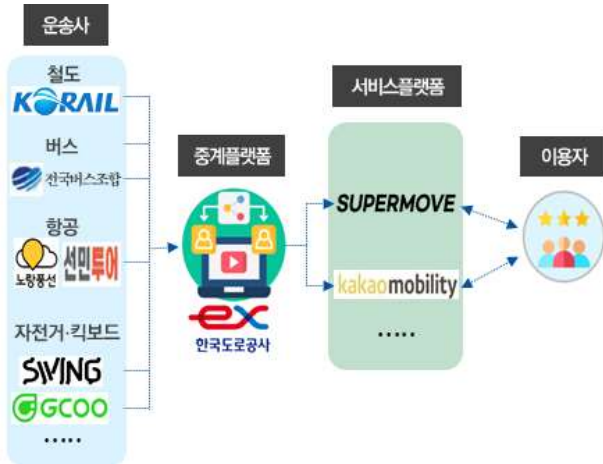 운송사
철도
KORAIL
버스
전국버스조합
항공
노랑풍선
선민투어
자전거·킥보드
SWING
GCOO
.....
중계플랫폼
ex
한국도로공사
서비스플랫폼
SUPERMOVE
kakaomobility
.....
이용자